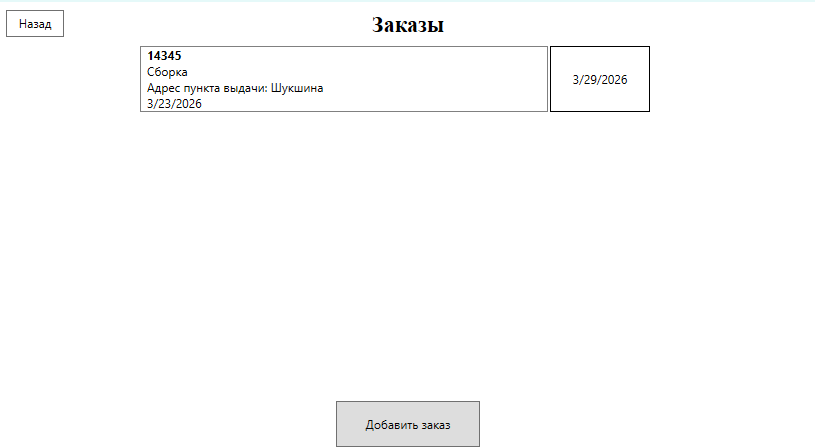 Назад
Заказы
14345
Сборка
Адрес пункта выдачи: Шукшина
3/23/2026
3/29/2026
Добавить заказ